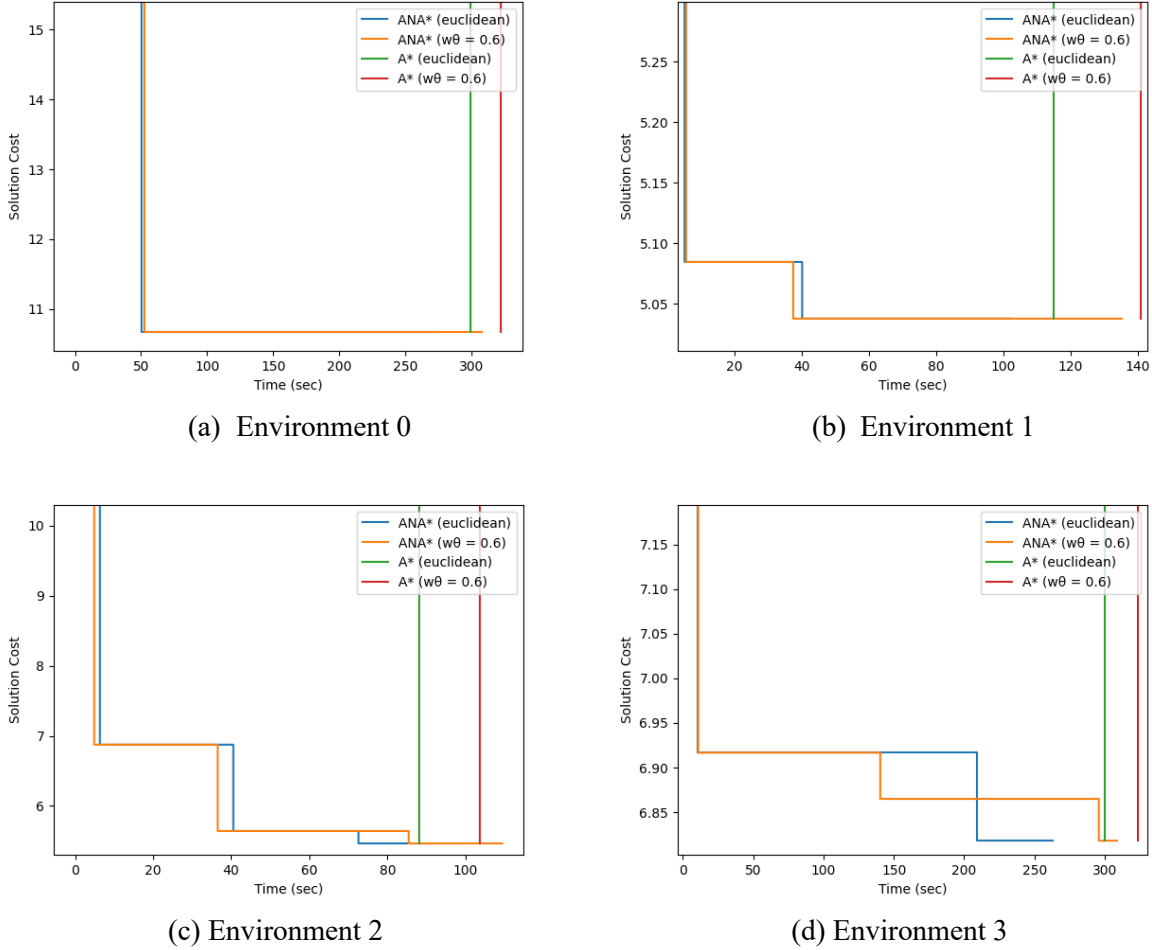 15
14
13
12
11
Solution Cost
ANA* (euclidean)
ANA* (wθ = 0.6)
A* (euclidean)
A* (wθ = 0.6)
0 50 100 150 200 250 300
Time (sec)
(a) Environment 0
5.25
5.20
5.15
5.10
5.05
Solution Cost
ANA* (euclidean)
ANA* (wθ = 0.6)
A* (euclidean)
A* (wθ = 0.6)
20 40 60 80 100 120 140
Time (sec)
(b) Environment 1
10
9
8
7
6
Solution Cost
ANA* (euclidean)
ANA* (wθ = 0.6)
A* (euclidean)
A* (wθ = 0.6)
0 20 40 60 80 100
Time (sec)
(c) Environment 2
7.15
7.10
7.05
7.00
6.95
6.90
6.85
Solution Cost
ANA* (euclidean)
ANA* (wθ = 0.6)
A* (euclidean)
A* (wθ = 0.6)
0 50 100 150 200 250 300
Time (sec)
(d) Environment 3